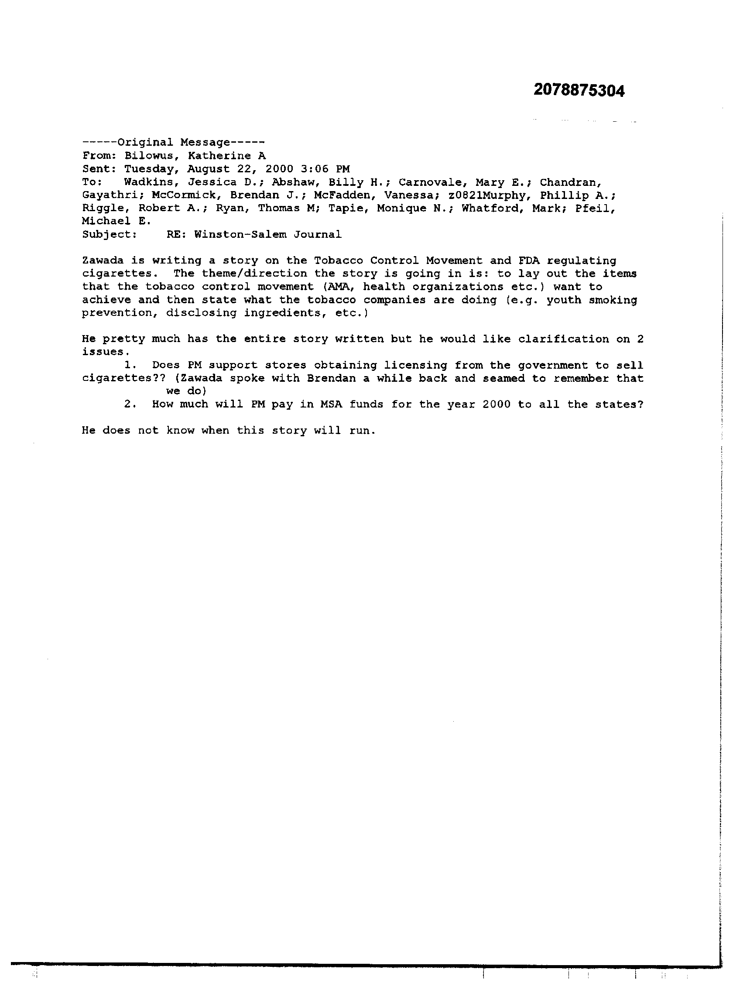 2078875304
-----Original Message-----
From: Bilowus, Katherine A
Sent: Tuesday, August 22, 2000 3:06 PM
To: Wadkins, Jessica D.; Abshaw, Billy H.; Carnovale, Mary E.; Chandran,
Gayathri; McCormick, Brendan J.; McFadden, Vanessa; z0821Murphy, Phillip A.;
Riggle, Robert A.; Ryan, Thomas M; Tapie, Monique N.; Whatford, Mark; Pfeil,
Michael E.
Subject: RE: Winston-Salem Journal
Zawada is writing a story on the Tobacco Control Movement and FDA regulating
cigarettes. The theme/direction the story is going in is: to lay out the items
that the tobacco control movement (AMA, health organizations etc.) want to
achieve and then state what the tobacco companies are doing (e.g. youth smoking
prevention, disclosing ingredients, etc.)
He pretty much has the entire story written but he would like clarification on 2
issues.
1. Does PM support stores obtaining licensing from the government to sell
cigarettes?? (Zawada spoke with Brendan a while back and seamed to remember that
we do)
2. How much will PM pay in MSA funds for the year 2000 to all the states?
He does not know when this story will run.